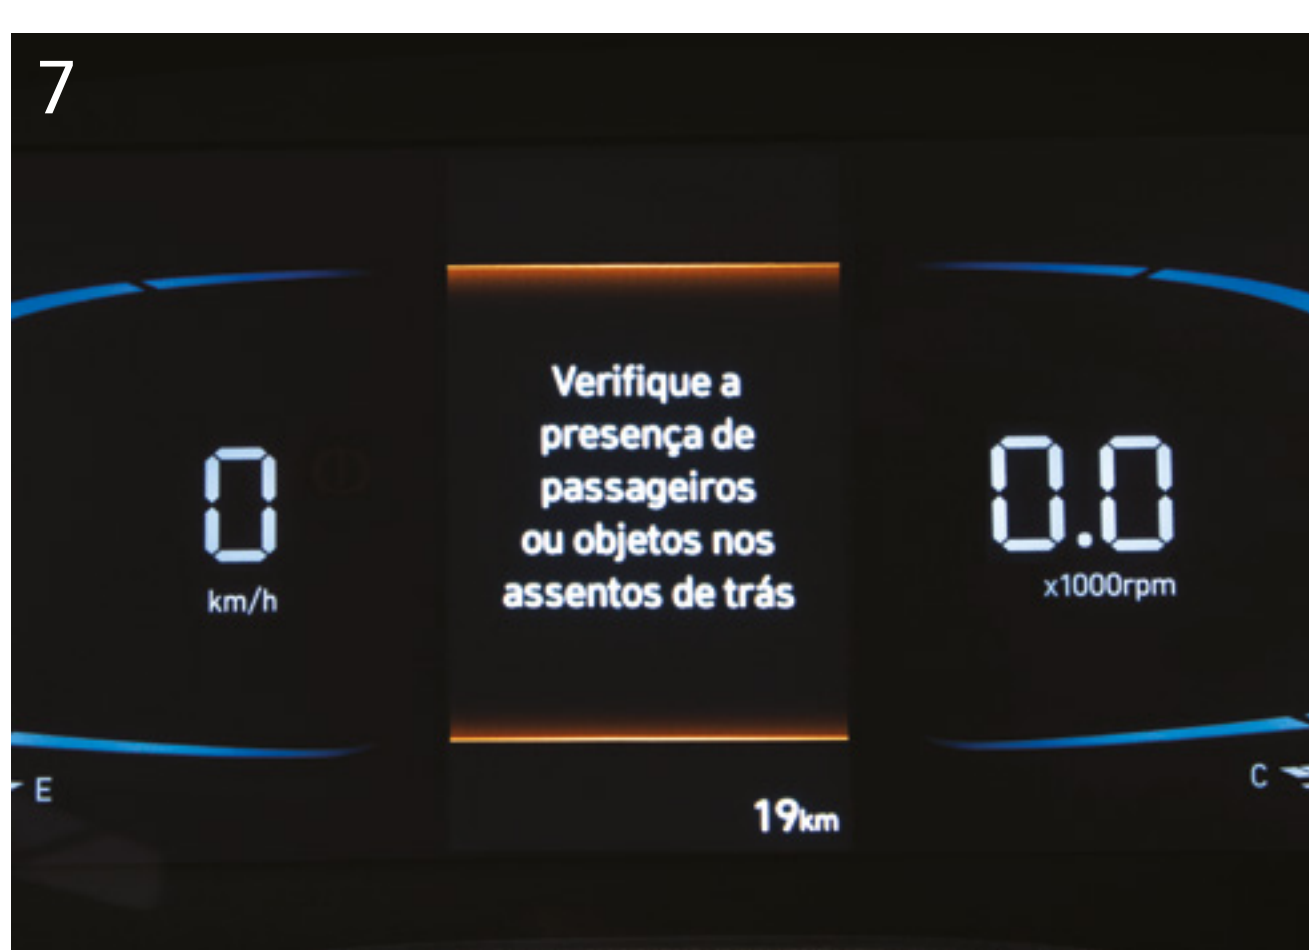 7
Verifique a
presença de
passageiros
ou objetos nos
assentos de trás
0
km/h
0.0
x1000rpm
E
C
19km